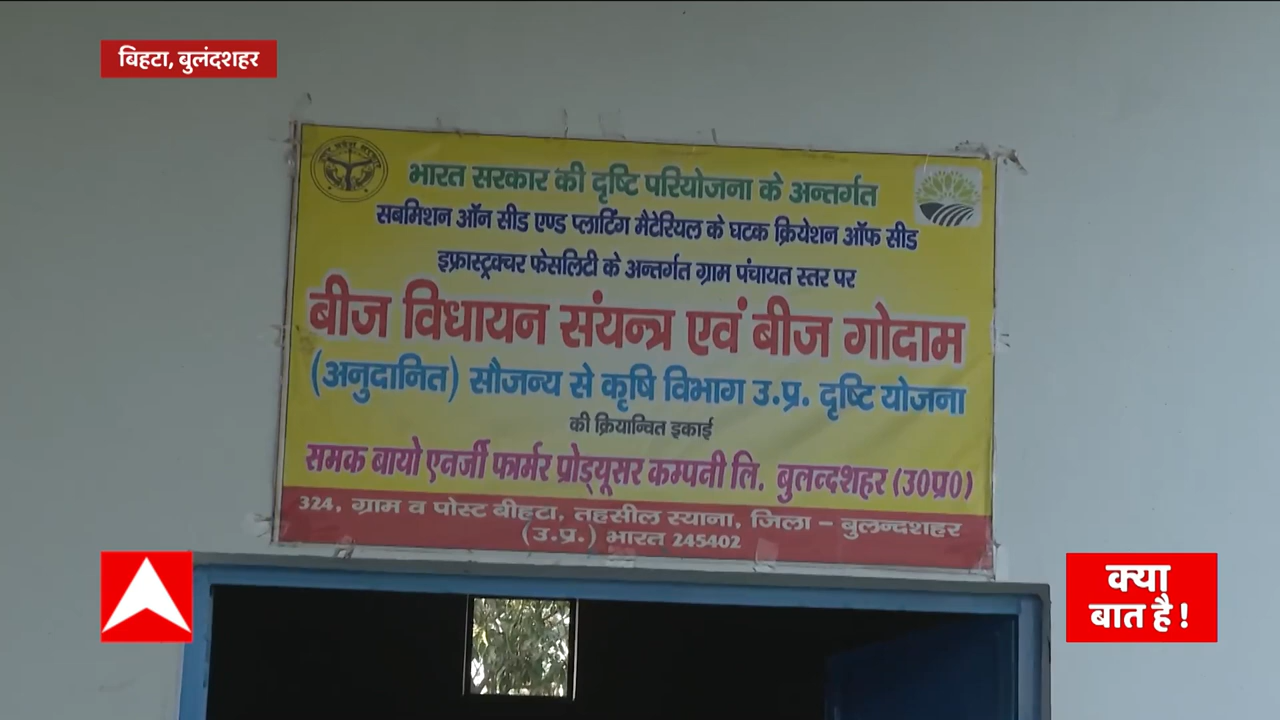 बिहटा, बुलंदशहर
भारत सरकार की दृष्टि परियोजना के अन्तर्गत
सबमिशन ऑन सीड एण्ड प्लाटिंग मैटेरियल के घटक क्रियेशन ऑफ सीड
इफ्रास्ट्रक्चर फेसलिटी के अन्तर्गत ग्राम पंचायत स्तर पर
बीज विधायन संयन्त्र एवं बीज गोदाम
(अनुदानित) सौजन्य से कृषि विभाग उ.प्र. दृष्टि योजना
की क्रियान्वित इकाई
समक बायो एनर्जी फार्मर प्रोड्यूसर कम्पनी लि. बुलन्दशहर (उ0प्र0)
324, ग्राम व पोस्ट बीहटा, तहसील स्याना, जिला - बुलन्दशहर
(उ.प्र.) भारत 245402
क्या
बात है !